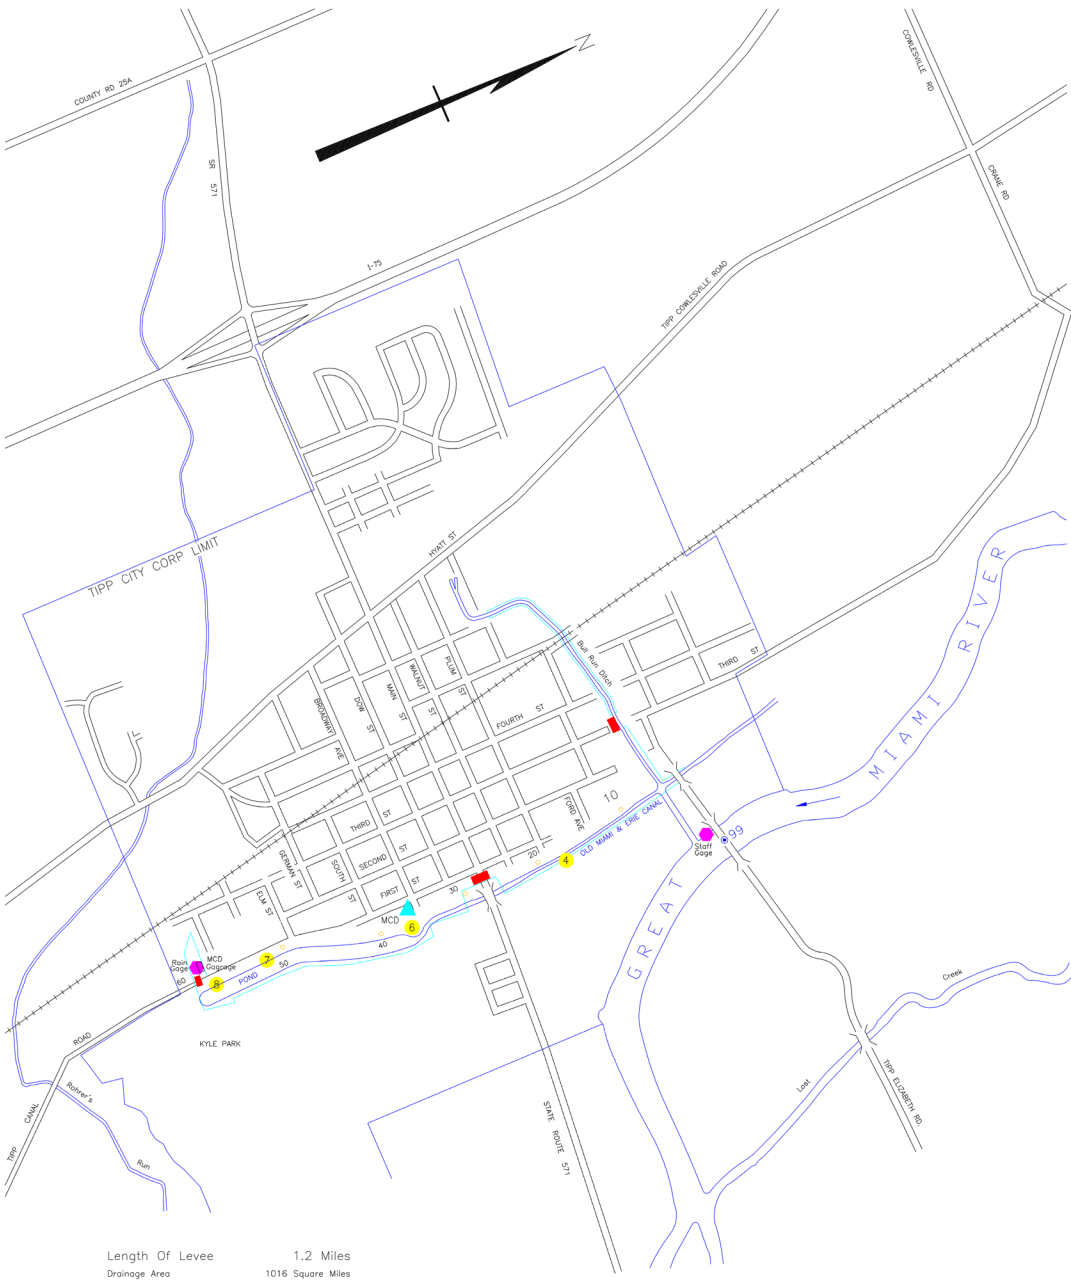 N
COUNTY RD 25A
COWLESVILLE RD
SR 571
CRANE RD
I-75
TIPP COWLESVILLE ROAD
TIPP CITY CORP LIMIT
HYATT ST
GREAT MIAMI RIVER
Bull Run Ditch
THIRD ST
PLUM ST
WALNUT ST
MAIN ST
DOW ST
BROADWAY AVE
FOURTH ST
10
FORD AVE
OLD MIAMI & ERIE CANAL
99
Staff
Gage
THIRD ST
SECOND ST
FIRST ST
GERMAN ST
SOUTH ST
ELM ST
20
4
30
MCD
6
40
7
50
Rain
Gage
MCD
Gagrage
60
8
POND
KYLE PARK
TIPP CANAL ROAD
Rohrer's Run
Lost Creek
TIPP ELIZABETH RD.
STATE ROUTE 571
Length Of Levee 1.2 Miles
Drainage Area 1016 Square Miles